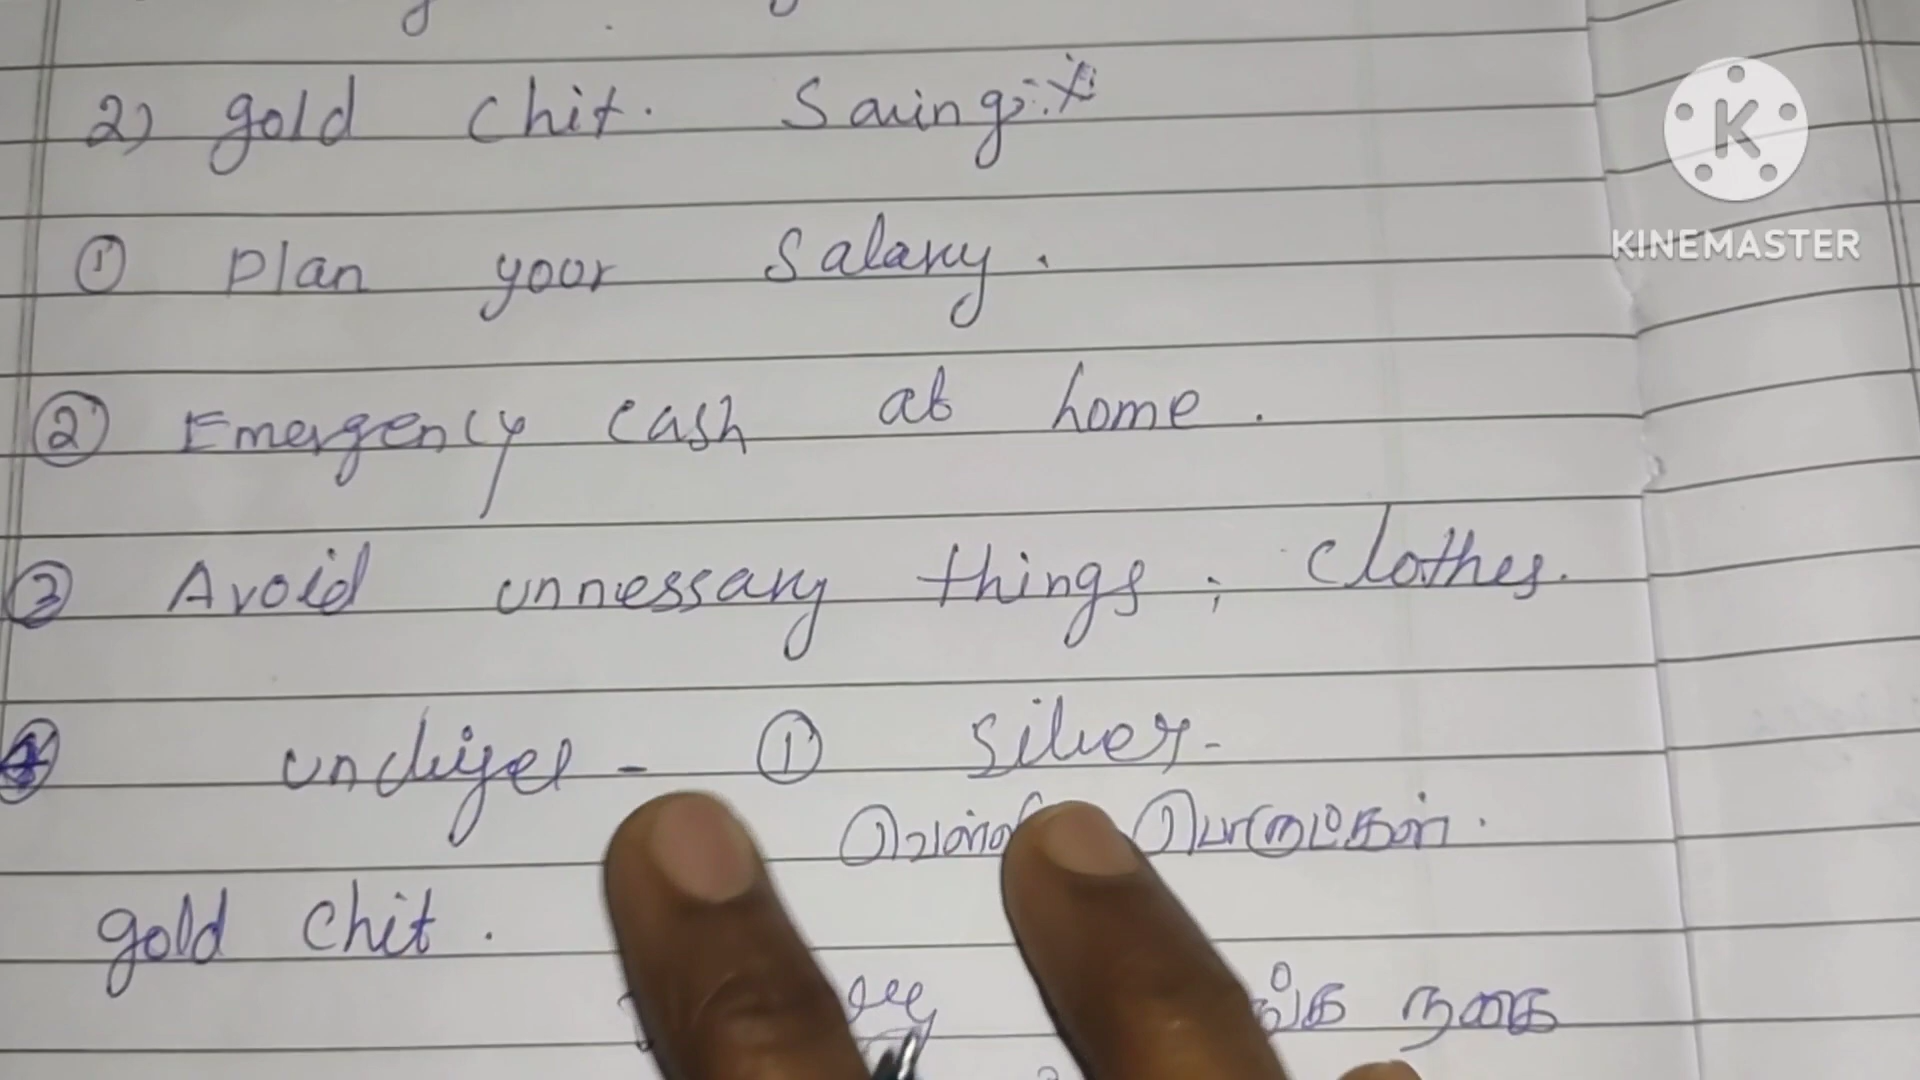 2) gold chit. Saving:
① Plan your Salary.
② Emergency cash at home.
③ Avoid unnessary things, clothes.
④ undiyel - ① Silver -
பொருட்கள்.
gold chit.
நகை
KINEMASTER